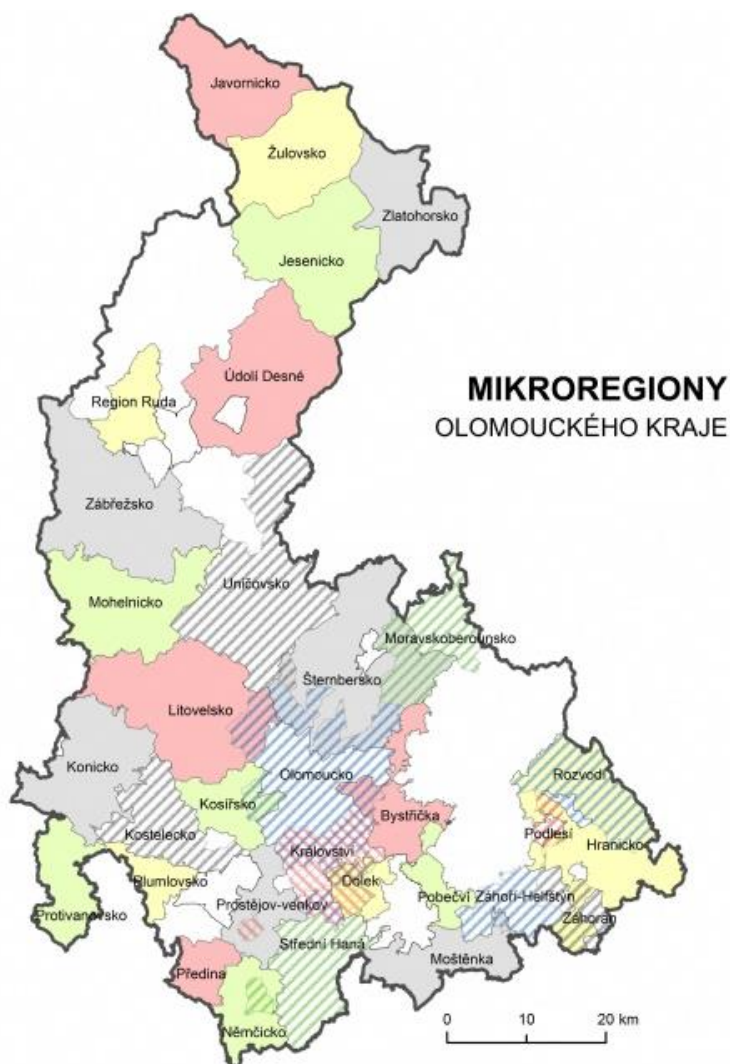 Javornicko
Žulovsko
Zlatohorsko
Jesenicko
Údolí Desné
MIKROREGIONY
OLOMOUCKÉHO KRAJE
Region Ruda
Zábřežsko
Uničovsko
Mohelnicko
Moravskoberounsko
Šternbersko
Litovelsko
Konicko
Olomoucko
Rozvodí
Kosířsko
Bystřička
Kostelecko
Podlesí
Hranicko
Království
Plumlovsko
Dolek
Pobečví
Záhoří-Helfštýn
Prostějov-venkov
Protivanovsko
Záhoran
Střední Haná
Moštěnka
Předina
Němčicko
0 10 20 km